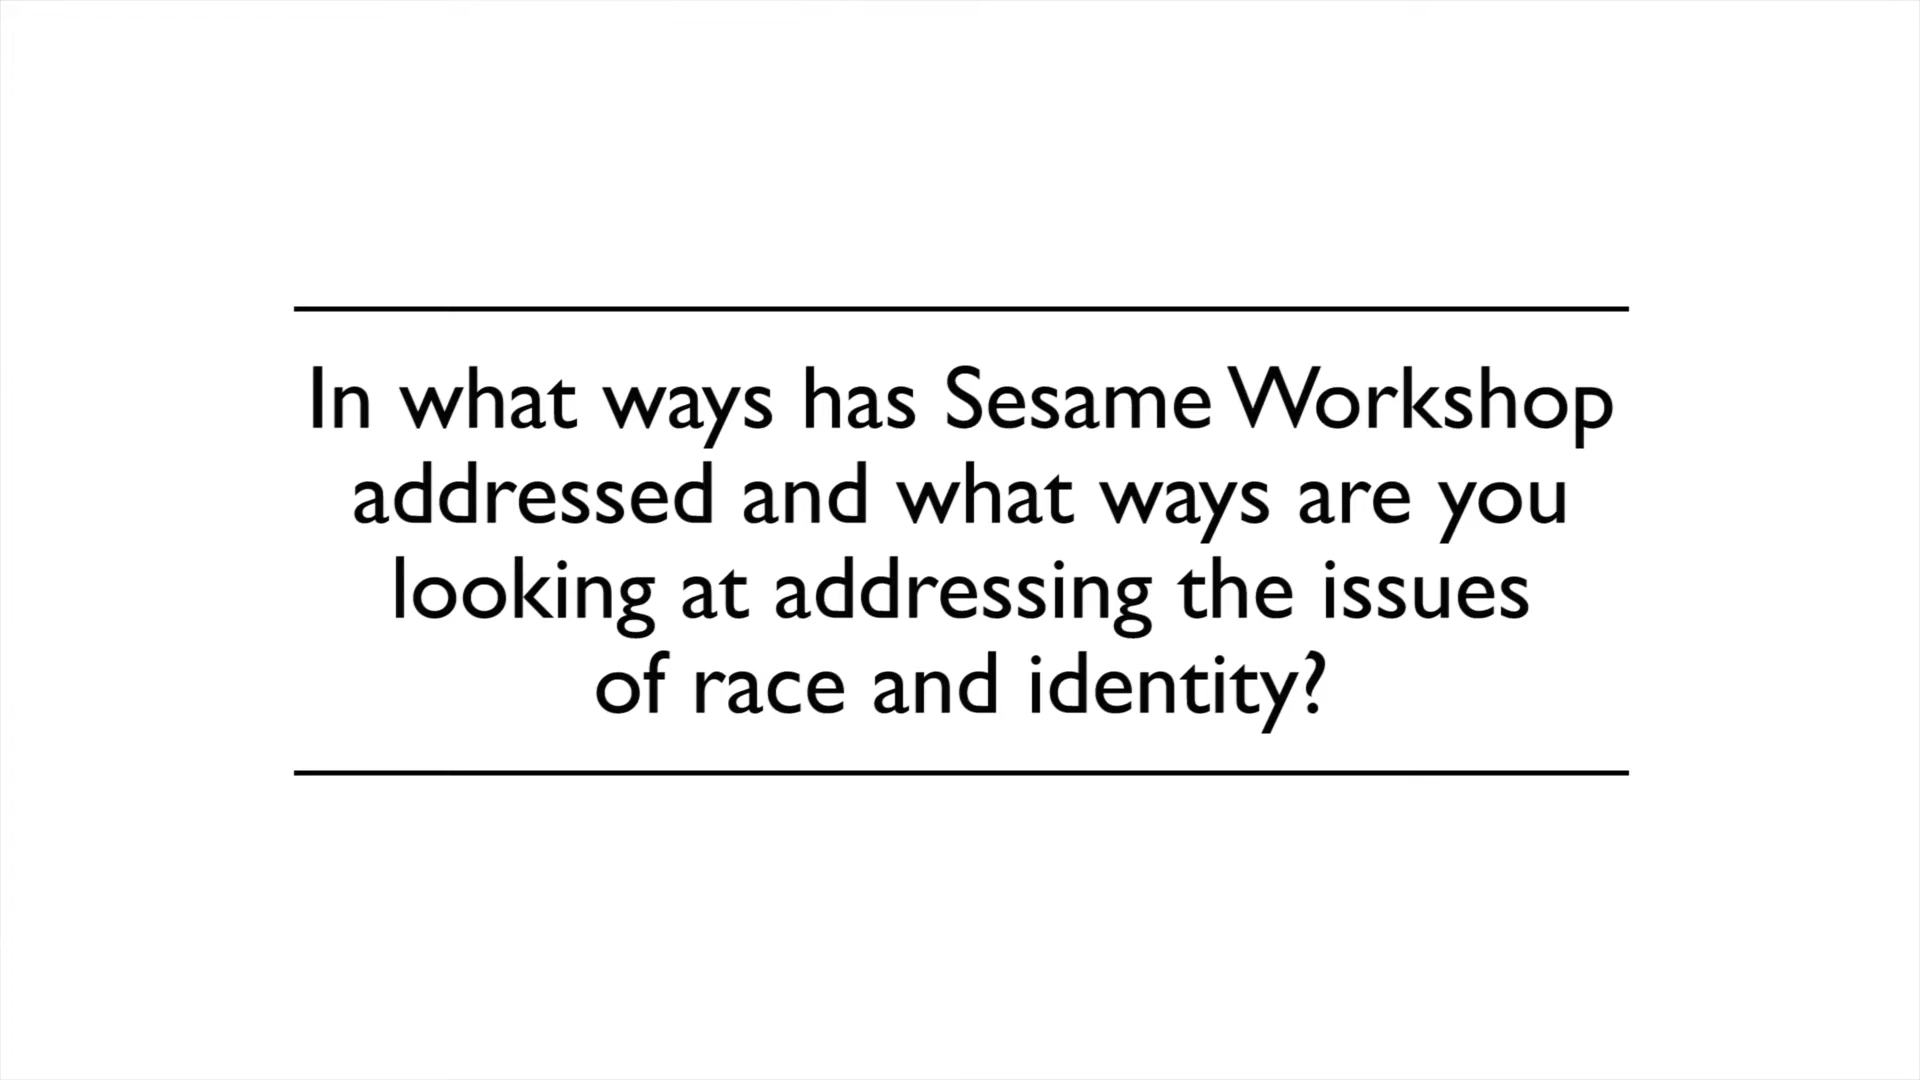 In what ways has Sesame Workshop
addressed and what ways are you
looking at addressing the issues
of race and identity?